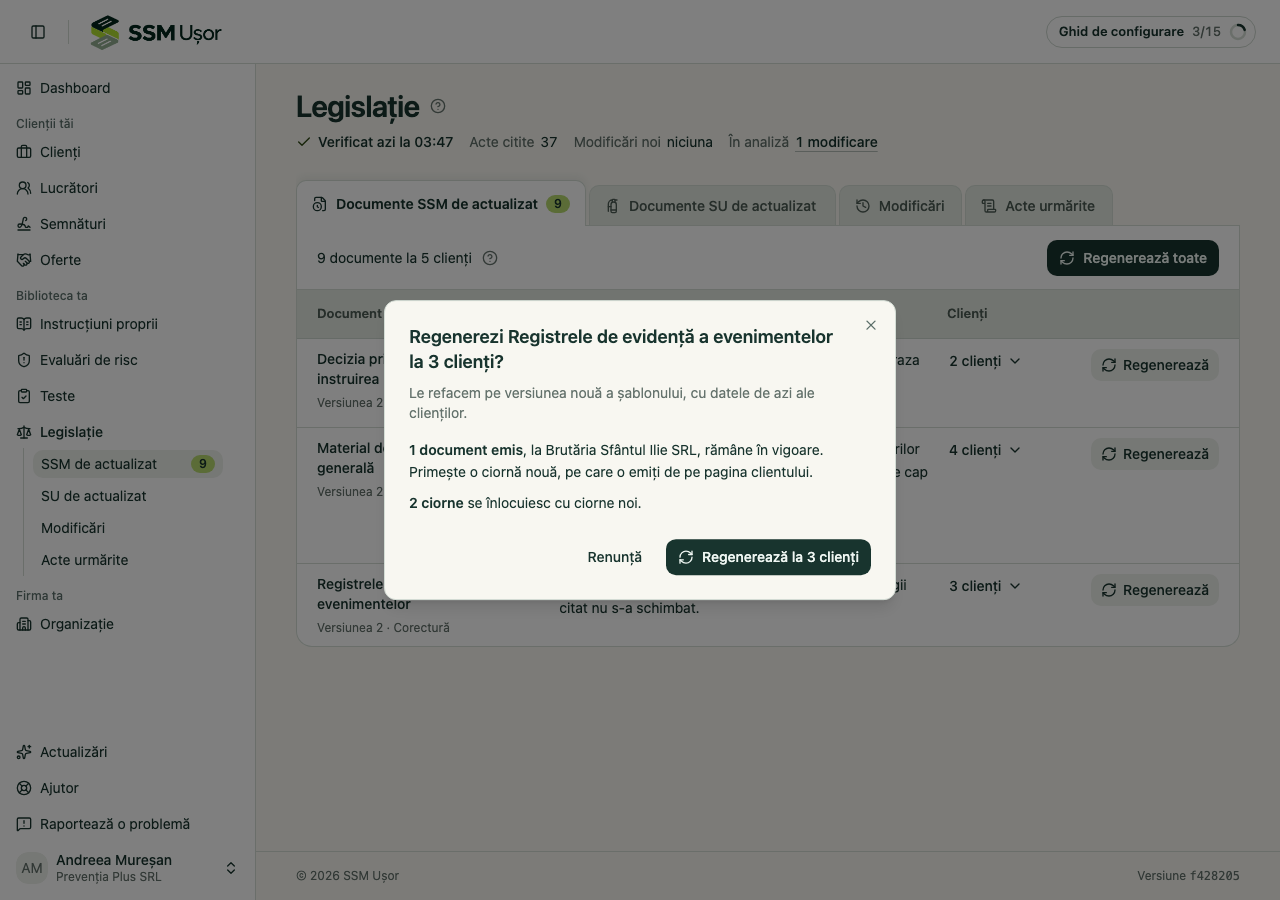 SSM Ușor
Ghid de configurare 3/15
Dashboard
Clienții tăi
Clienți
Lucrători
Semnături
Oferte
Biblioteca ta
Instrucțiuni proprii
Evaluări de risc
Teste
Legislație
SSM de actualizat 9
SU de actualizat
Modificări
Acte urmărite
Firma ta
Organizație
Actualizări
Ajutor
Raportează o problemă
AM
Andreea Mureșan
Prevenția Plus SRL
Legislație
Verificat azi la 03:47 Acte citite 37 Modificări noi niciuna În analiză 1 modificare
Documente SSM de actualizat 9
Documente SU de actualizat
Modificări
Acte urmărite
9 documente la 5 clienți
Regenerează toate
Document
Clienți
Decizia
instruirea
Versiunea 2
2 clienți
Regenerează
Material
generală
Versiunea 2
cap
4 clienți
Regenerează
Registrele
evenimentelor
Versiunea 2 · Corectură
citat nu s-a schimbat.
3 clienți
Regenerează
Regenerezi Registrele de evidență a evenimentelor
la 3 clienți?
Le refacem pe versiunea nouă a șablonului, cu datele de azi ale
clienților.
1 document emis, la Brutăria Sfântul Ilie SRL, rămâne în vigoare.
Primește o ciornă nouă, pe care o emiți de pe pagina clientului.
2 ciorne se înlocuiesc cu ciorne noi.
Renunță
Regenerează la 3 clienți
© 2026 SSM Ușor
Versiune f428205